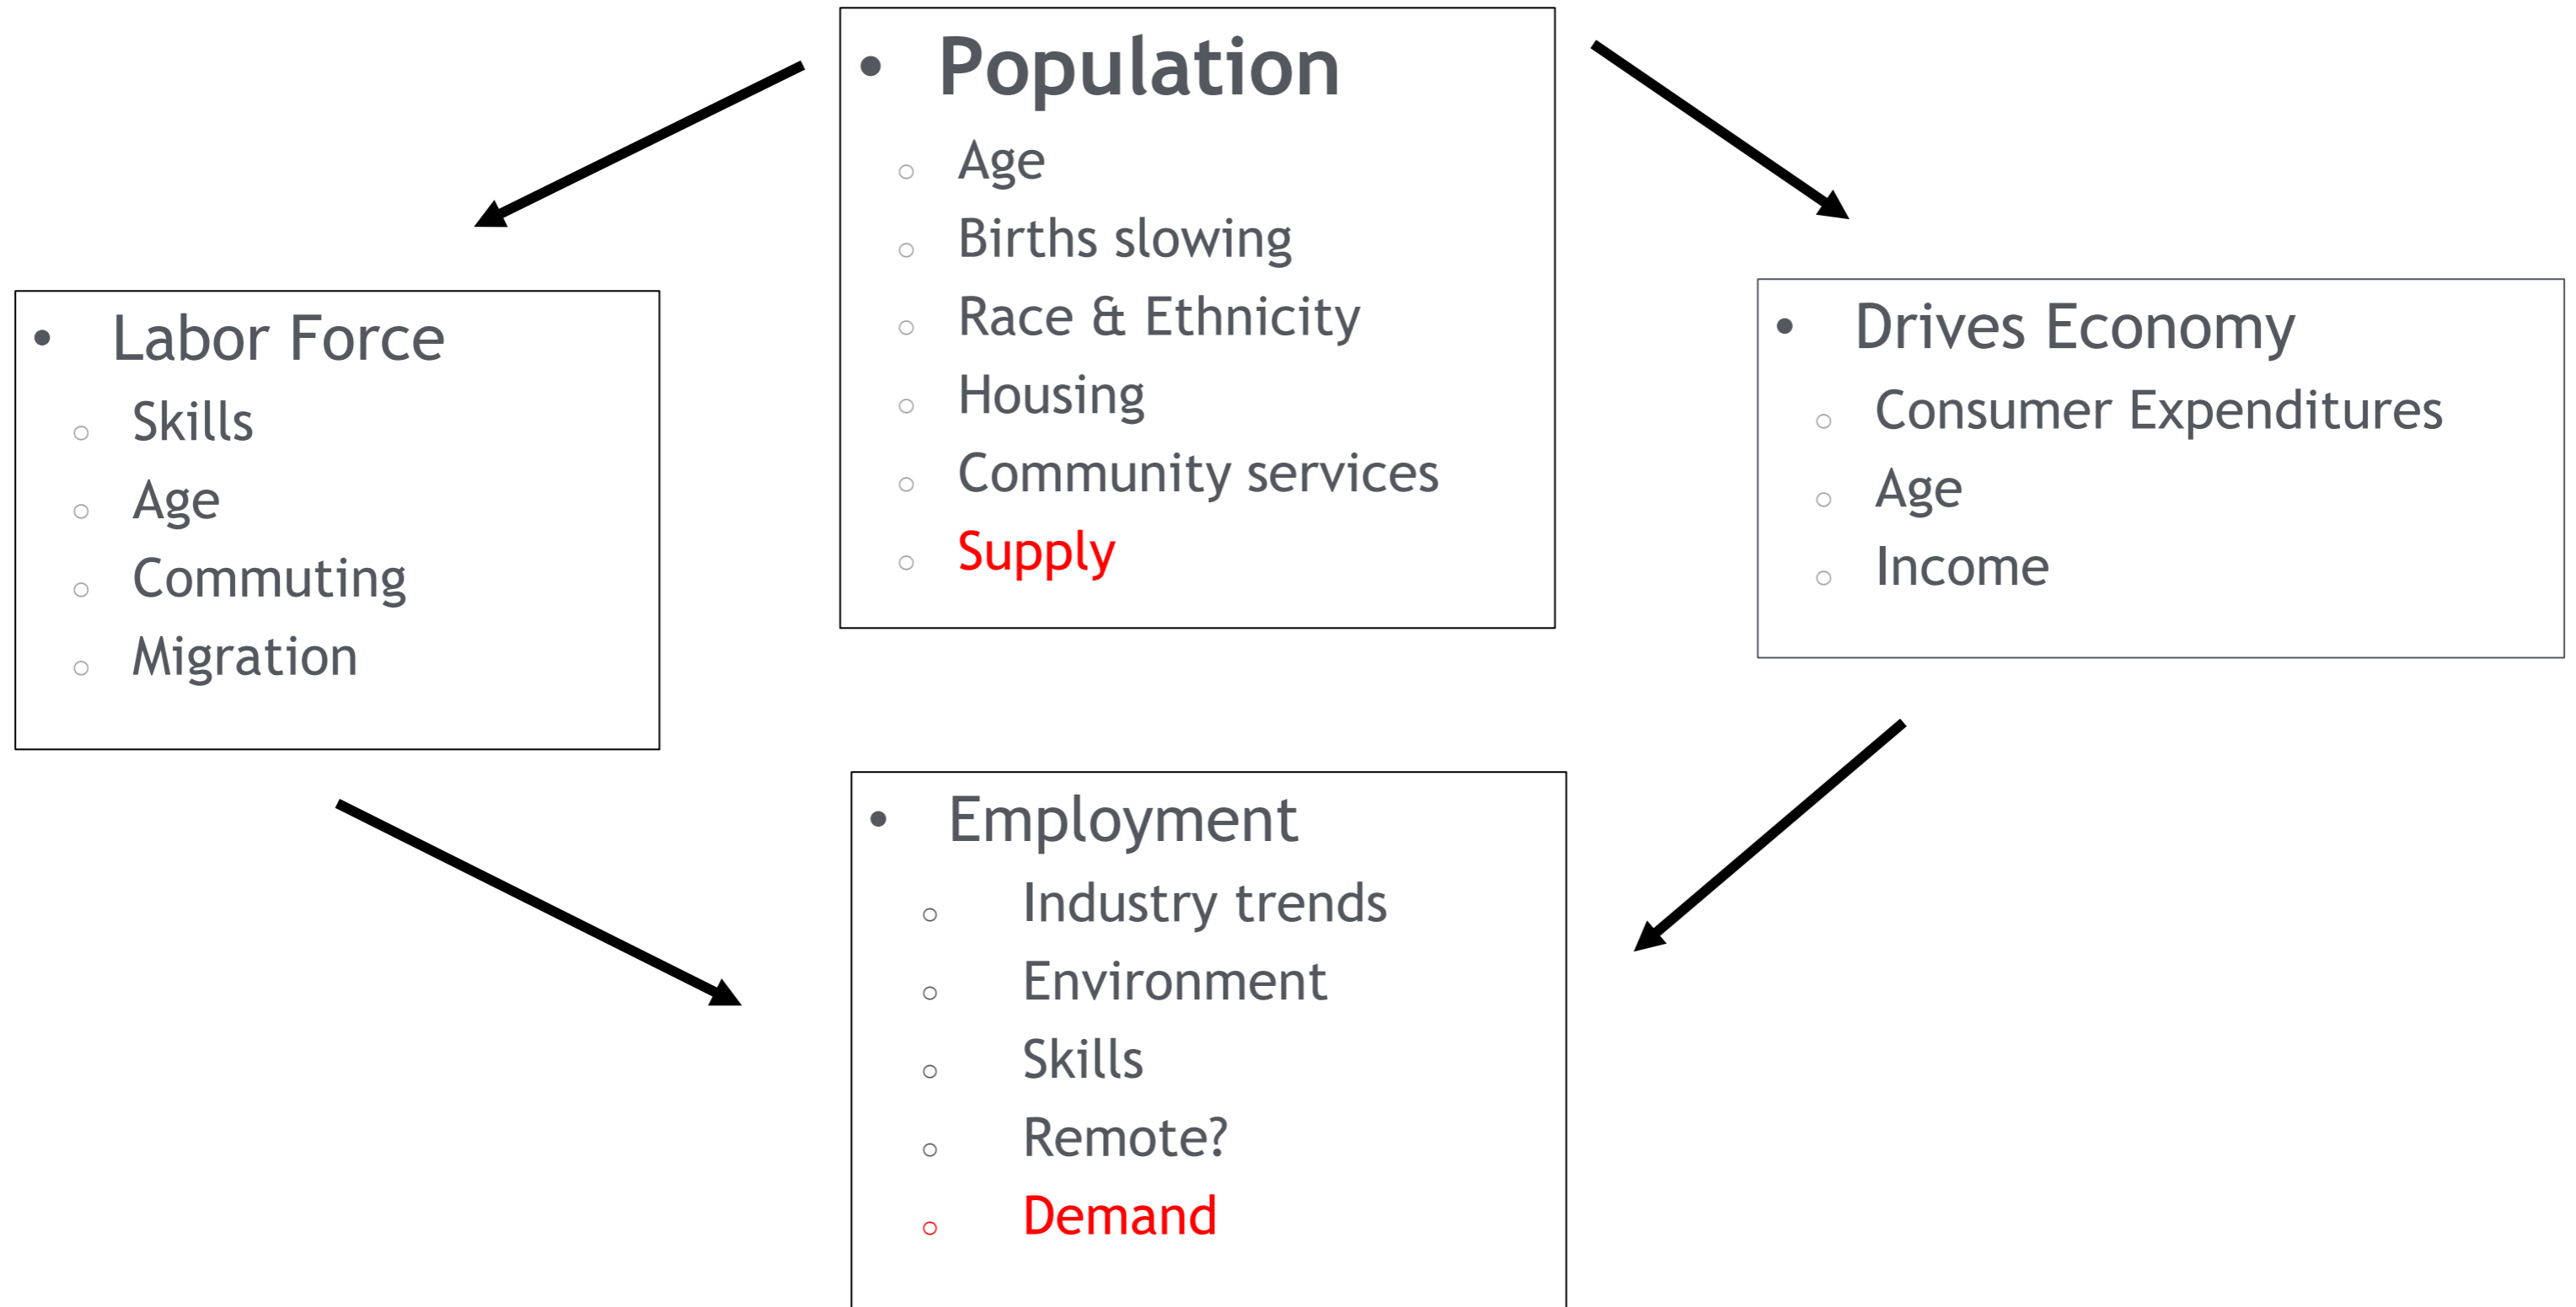 • Population
○ Age
○ Births slowing
○ Race & Ethnicity
○ Housing
○ Community services
○ Supply
• Labor Force
○ Skills
○ Age
○ Commuting
○ Migration
• Drives Economy
○ Consumer Expenditures
○ Age
○ Income
• Employment
○ Industry trends
○ Environment
○ Skills
○ Remote?
○ Demand